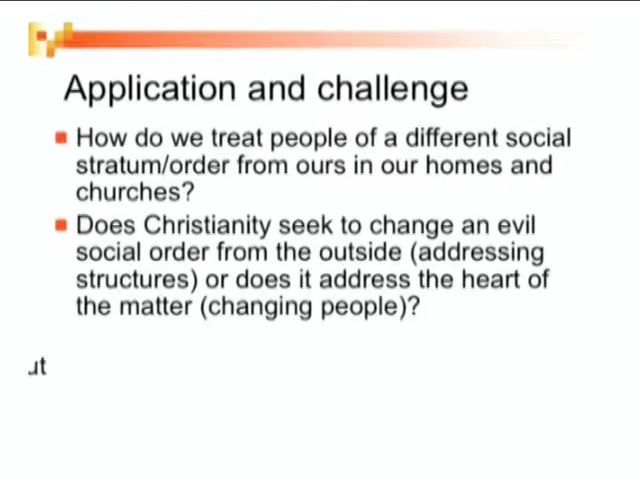 Application and challenge
How do we treat people of a different social
stratum/order from ours in our homes and
churches?
Does Christianity seek to change an evil
social order from the outside (addressing
structures) or does it address the heart of
the matter (changing people)?